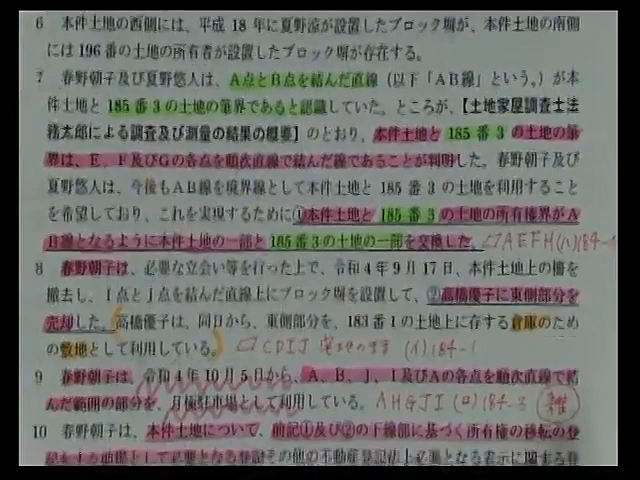 6 本件土地の西側には、平成18年に夏野涼が設置したブロック塀が、本件土地の南側
には196番の土地の所有者が設置したブロック塀が存在する。
7 春野朝子及び夏野悠人は、A点とB点を結んだ直線（以下「AB線」という。）が本
件土地と185番3の土地の筆界であると認識していた。ところが、【土地家屋調査士法
務太郎による調査及び測量の結果の概要】のとおり、本件土地と185番3の土地の筆
界は、E、F及びGの各点を順次直線で結んだ線であることが判明した。春野朝子及び
夏野悠人は、今後もAB線を境界線として本件土地と185番3の土地を利用すること
を希望しており、これを実現するために①本件土地と185番3の土地の所有権界がA
B線となるように本件土地の一部と185番3の土地の一部を交換した。 □AEFH(ハ)184-
8 春野朝子は、必要な立会い等を行った上で、令和4年9月17日、本件土地上の柵を
撤去し、I点とJ点を結んだ直線上にブロック塀を設置して、②高橋優子に東側部分を
売却した。高橋優子は、同日から、東側部分を、183番1の土地上に存する倉庫のため
の敷地として利用している。 □CDIJ 宅地のまま (イ)184-1
9 春野朝子は、令和4年10月5日から、A、B、J、I及びAの各点を順次直線で結
んだ範囲の部分を、月極駐車場として利用している。 AHGJI(ロ)184-3 雑
10 春野朝子は、本件土地について、前記①及び②の下線部に基づく所有権の移転の登